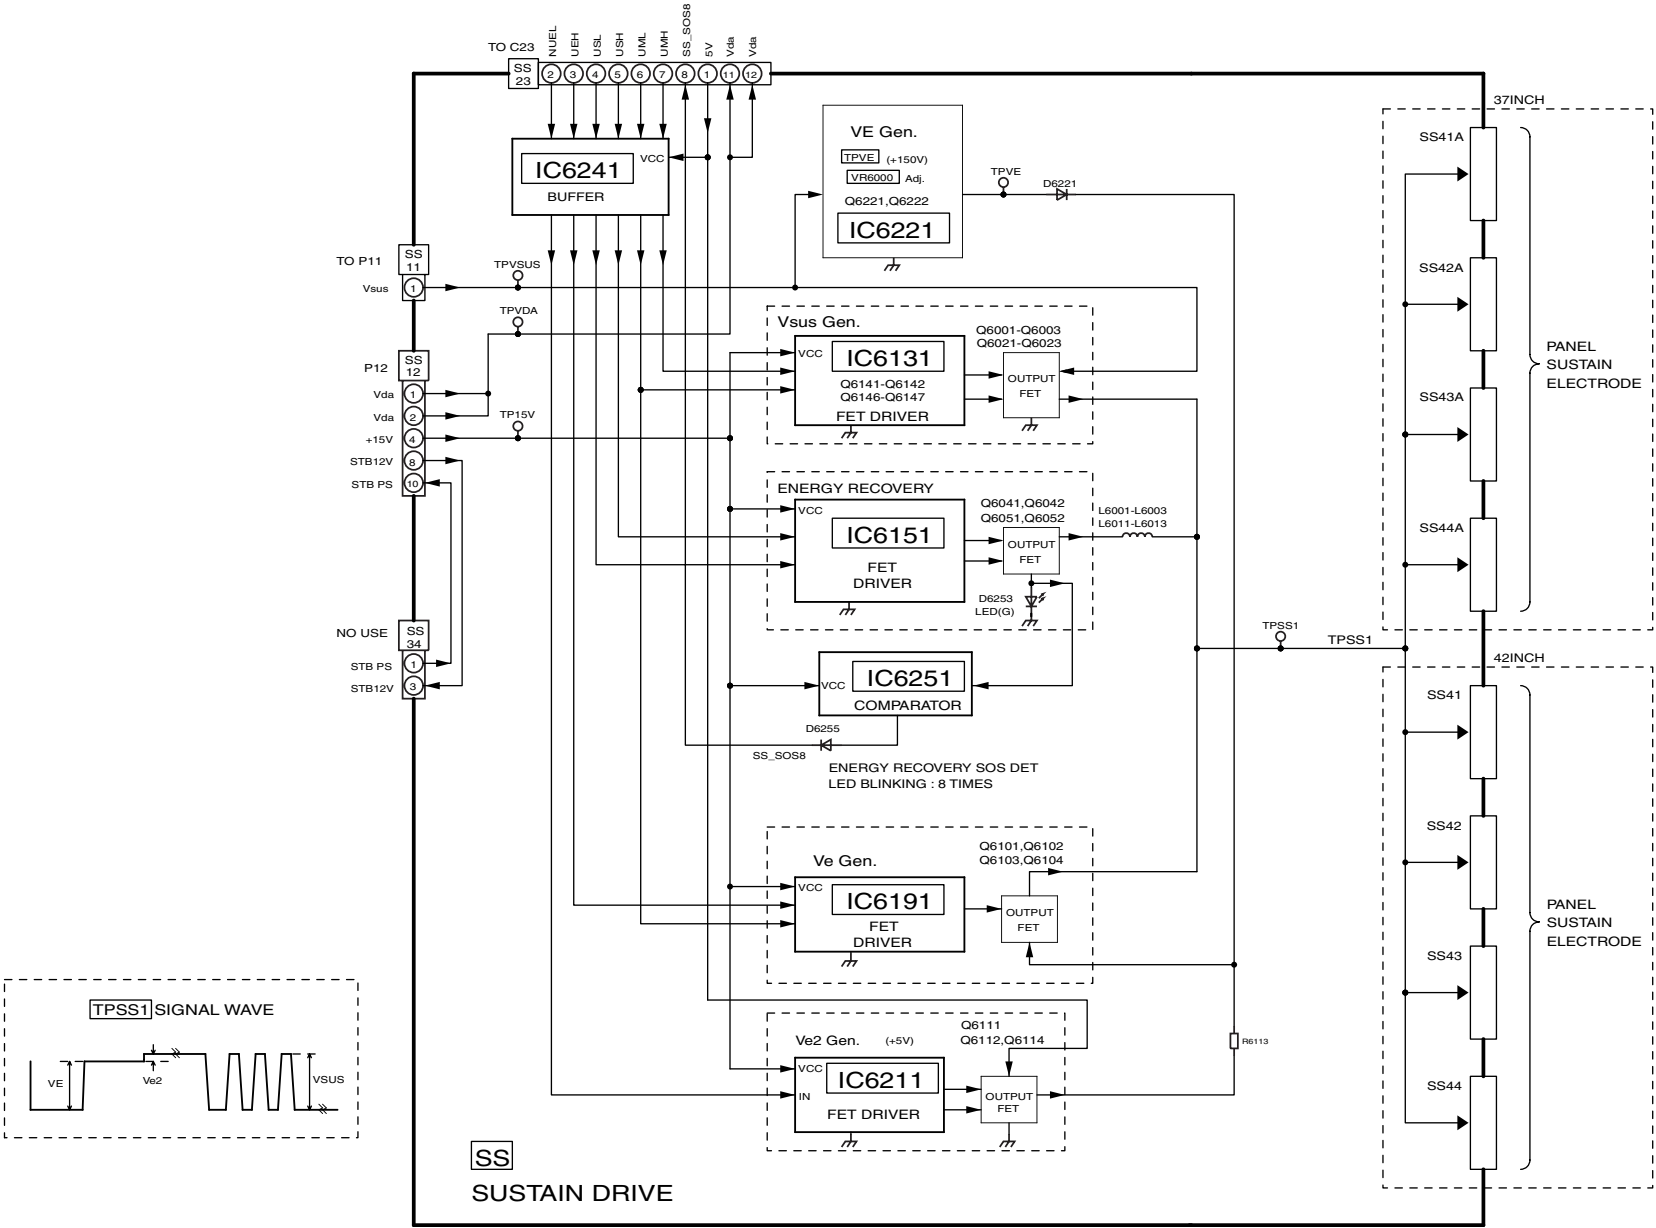 TO C23
SS
23
NUEL
UEH
USL
USH
UML
UMH
SS_SOS8
5V
Vda
Vda
2 3 4 5 6 7 8 1 11 12
IC6241
VCC
BUFFER
VE Gen.
TPVE (+150V)
VR6000 Adj.
Q6221,Q6222
IC6221
TPVE
D6221
TO P11
SS
11
Vsus 1
TPVSUS
TPVDA
P12
SS
12
Vda 1
Vda 2
+15V 4
STB12V 8
STB PS 10
TP15V
NO USE
SS
34
STB PS 1
STB12V 3
Vsus Gen.
VCC
IC6131
Q6141-Q6142
Q6146-Q6147
FET DRIVER
Q6001-Q6003
Q6021-Q6023
OUTPUT
FET
ENERGY RECOVERY
VCC
IC6151
FET
DRIVER
Q6041,Q6042
Q6051,Q6052
OUTPUT
FET
L6001-L6003
L6011-L6013
D6253
LED(G)
VCC
IC6251
COMPARATOR
D6255
SS_SOS8
ENERGY RECOVERY SOS DET
LED BLINKING : 8 TIMES
TPSS1
TPSS1
Ve Gen.
VCC
IC6191
FET
DRIVER
Q6101,Q6102
Q6103,Q6104
OUTPUT
FET
Ve2 Gen. (+5V)
VCC
IN
IC6211
FET DRIVER
Q6111
Q6112,Q6114
OUTPUT
FET
R6113
37INCH
SS41A
SS42A
SS43A
SS44A
PANEL
SUSTAIN
ELECTRODE
42INCH
SS41
SS42
SS43
SS44
PANEL
SUSTAIN
ELECTRODE
TPSS1 SIGNAL WAVE
VE
Ve2
VSUS
SS
SUSTAIN DRIVE